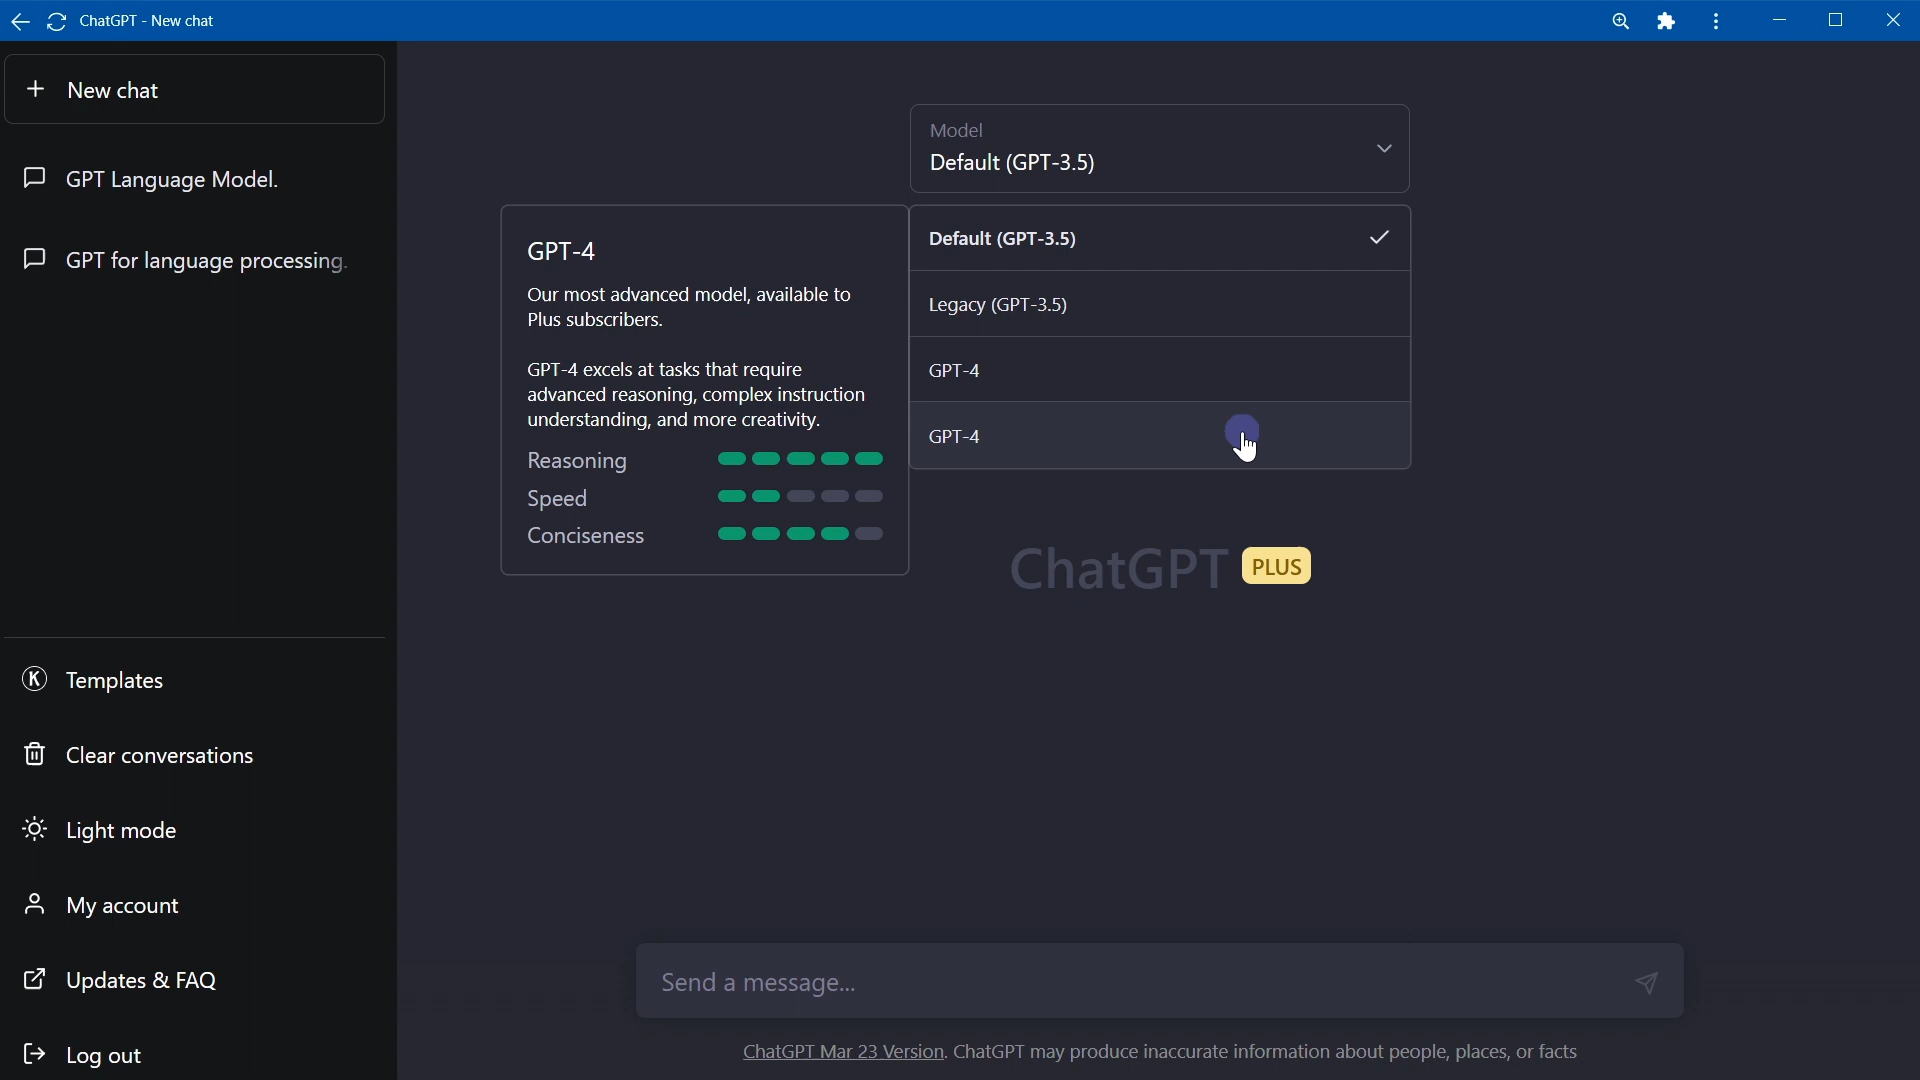 ChatGPT - New chat
New chat
GPT Language Model.
GPT for language processing.
Templates
Clear conversations
Light mode
My account
Updates & FAQ
Log out
Model
Default (GPT-3.5)
Default (GPT-3.5)
Legacy (GPT-3.5)
GPT-4
GPT-4
GPT-4
Our most advanced model, available to
Plus subscribers.
GPT-4 excels at tasks that require
advanced reasoning, complex instruction
understanding, and more creativity.
Reasoning
Speed
Conciseness
ChatGPT PLUS
Send a message...
ChatGPT Mar 23 Version. ChatGPT may produce inaccurate information about people, places, or facts